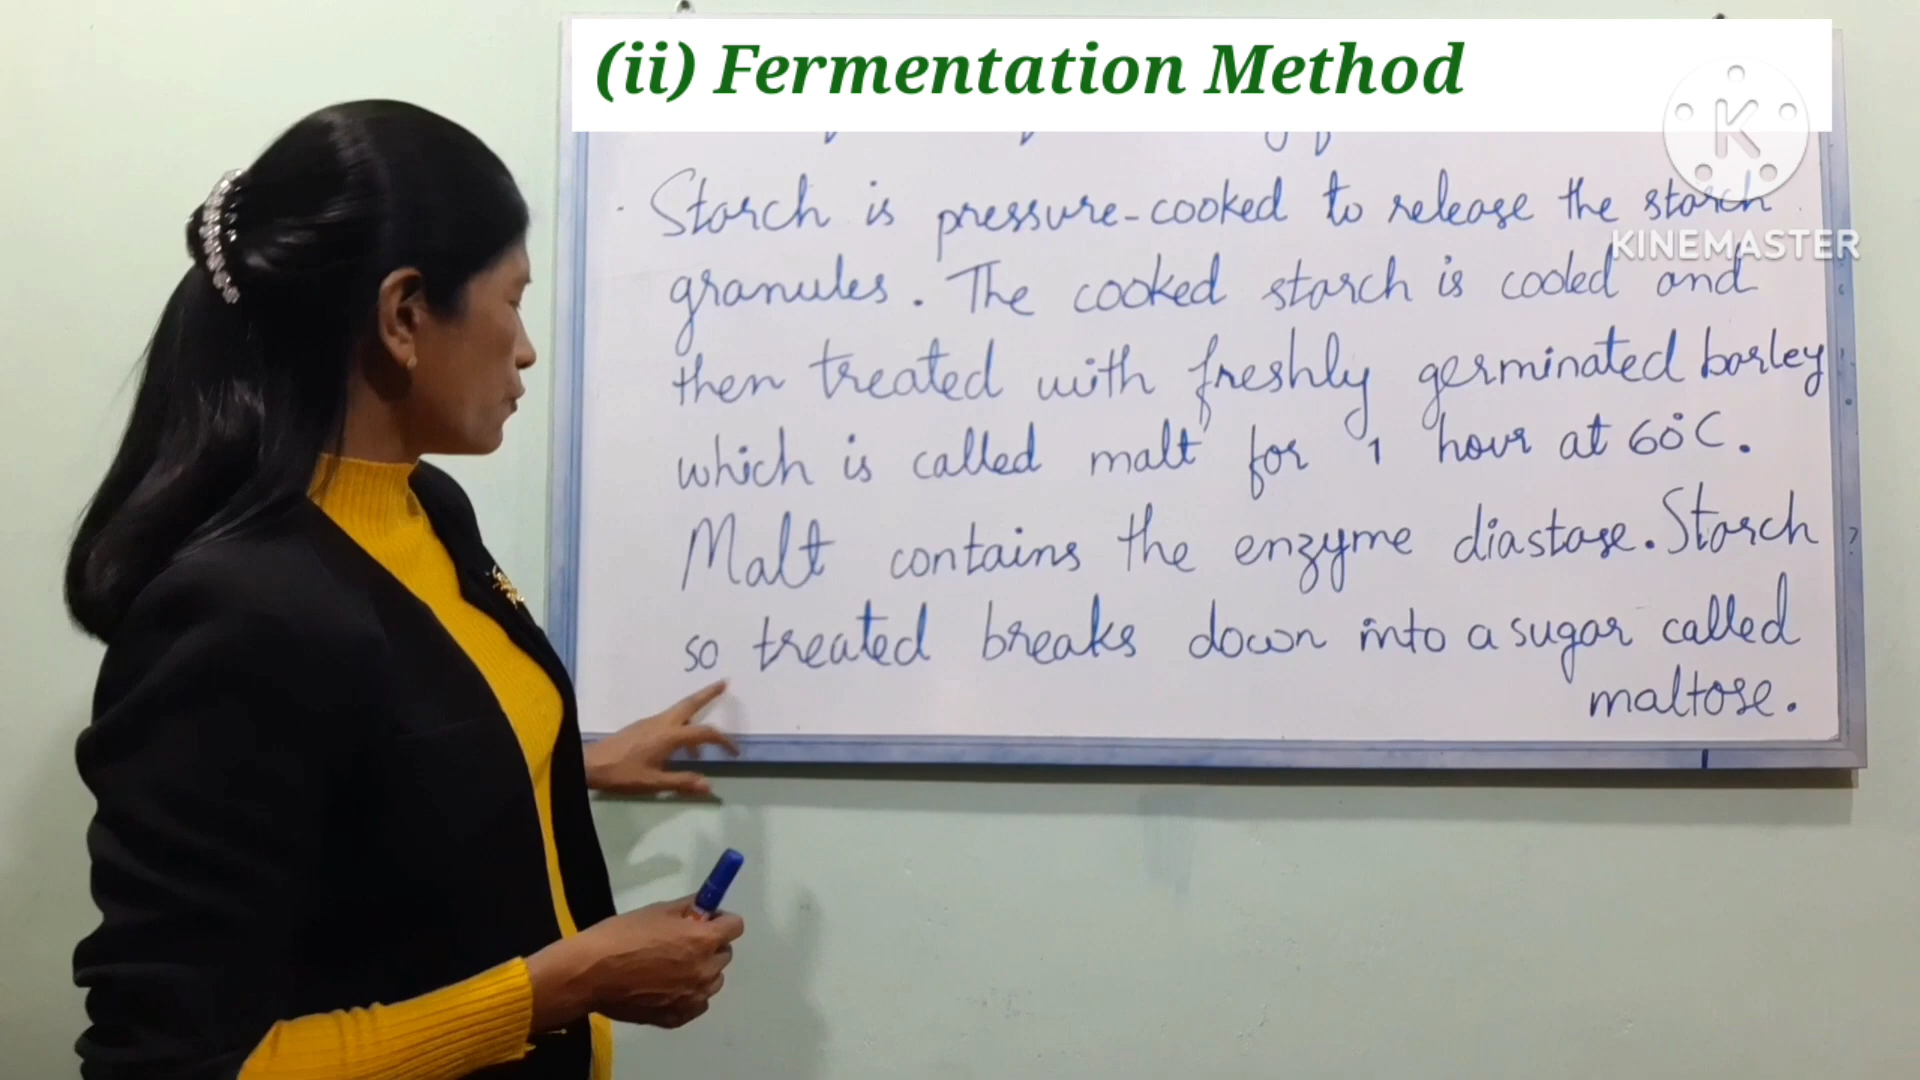 (ii) Fermentation Method
K
KINEMASTER
. Starch is pressure-cooked to release the starch
granules. The cooked starch is cooled and
then treated with freshly germinated barley
which is called malt for 1 hour at 60°C.
Malt contains the enzyme diastase. Starch
so treated breaks down into a sugar called
maltose.